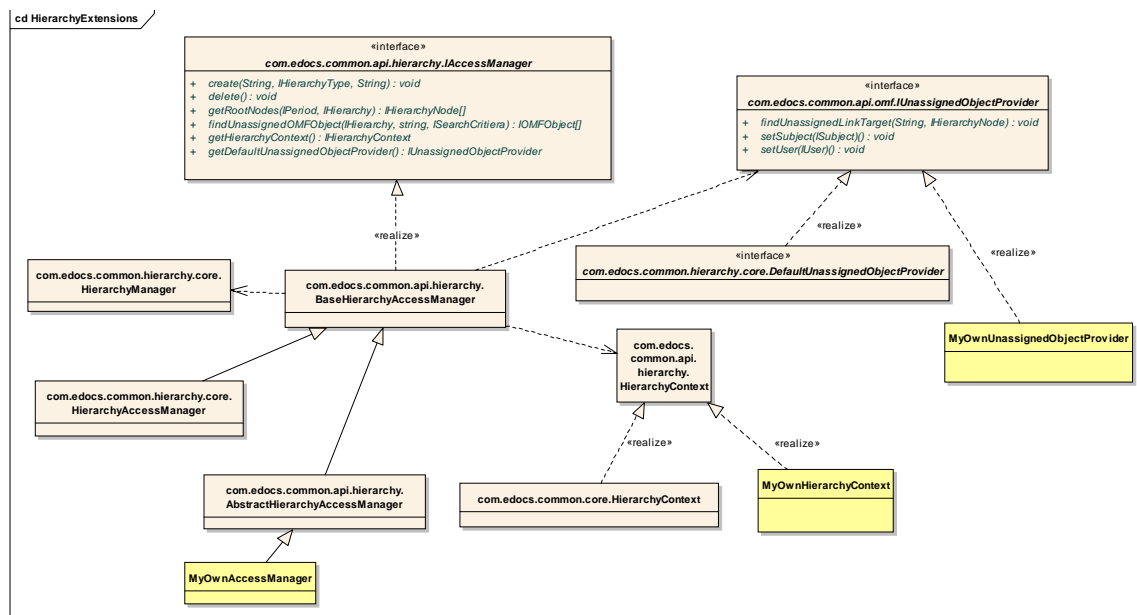 cd HierarchyExtensions
«interface»
com.edocs.common.api.hierarchy.IAccessManager
+ create(String, IHierarchyType, String) : void
+ delete() : void
+ getRootNodes(IPeriod, IHierarchy) : IHierarchyNode[]
+ findUnassignedOMFObject(IHierarchy, string, ISearchCritiera) : IOMFObject[]
+ getHierarchyContext() : IHierarchyContext
+ getDefaultUnassignedObjectProvider() : IUnassignedObjectProvider
«interface»
com.edocs.common.api.omf.IUnassignedObjectProvider
+ findUnassignedLinkTarget(String, IHierarchyNode) : void
+ setSubject(ISubject)() : void
+ setUser(IUser)() : void
«realize»
«realize»
«realize»
«interface»
com.edocs.common.hierarchy.core.DefaultUnassignedObjectProvider
com.edocs.common.hierarchy.core.
HierarchyManager
com.edocs.common.api.hierarchy.
BaseHierarchyAccessManager
MyOwnUnassignedObjectProvider
com.edocs.
common.api.
hierarchy.
HierarchyContext
com.edocs.common.hierarchy.core.
HierarchyAccessManager
«realize»
«realize»
com.edocs.common.api.hierarchy.
AbstractHierarchyAccessManager
com.edocs.common.core.HierarchyContext
MyOwnHierarchyContext
MyOwnAccessManager